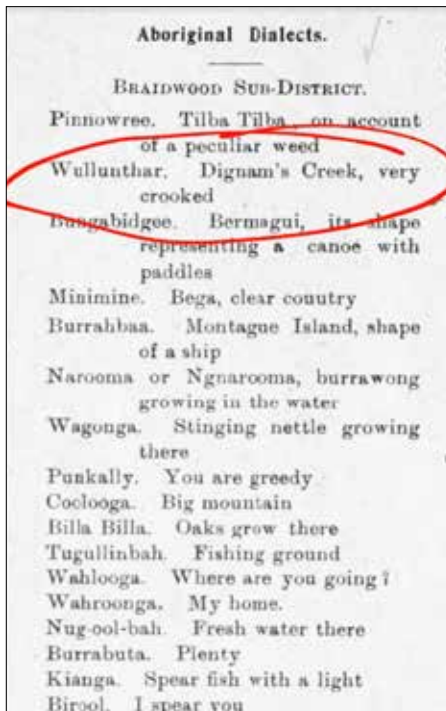 Aboriginal Dialects.
BRAIDWOOD SUB-DISTRICT.
Pinnowree. Tilba Tilba, on account
of a peculiar weed
Wullunthar. Dignam's Creek, very
crooked
Bungabidgee. Bermagui, its shape
representing a canoe with
paddles
Minimine. Bega, clear couutry
Burrahbaa. Montague Island, shape
of a ship
Narooma or Ngnarooma, burrawong
growing in the water
Wagonga. Stinging nettle growing
there
Punkally. You are greedy
Coclooga. Big mountain
Billa Billa. Oaks grow there
Tugullinbah. Fishing ground
Wahlooga. Where are you going?
Wahroonga. My home.
Nug-ool-bah. Fresh water there
Burrabuta. Plenty
Kianga. Spear fish with a light
Birool. I spear you